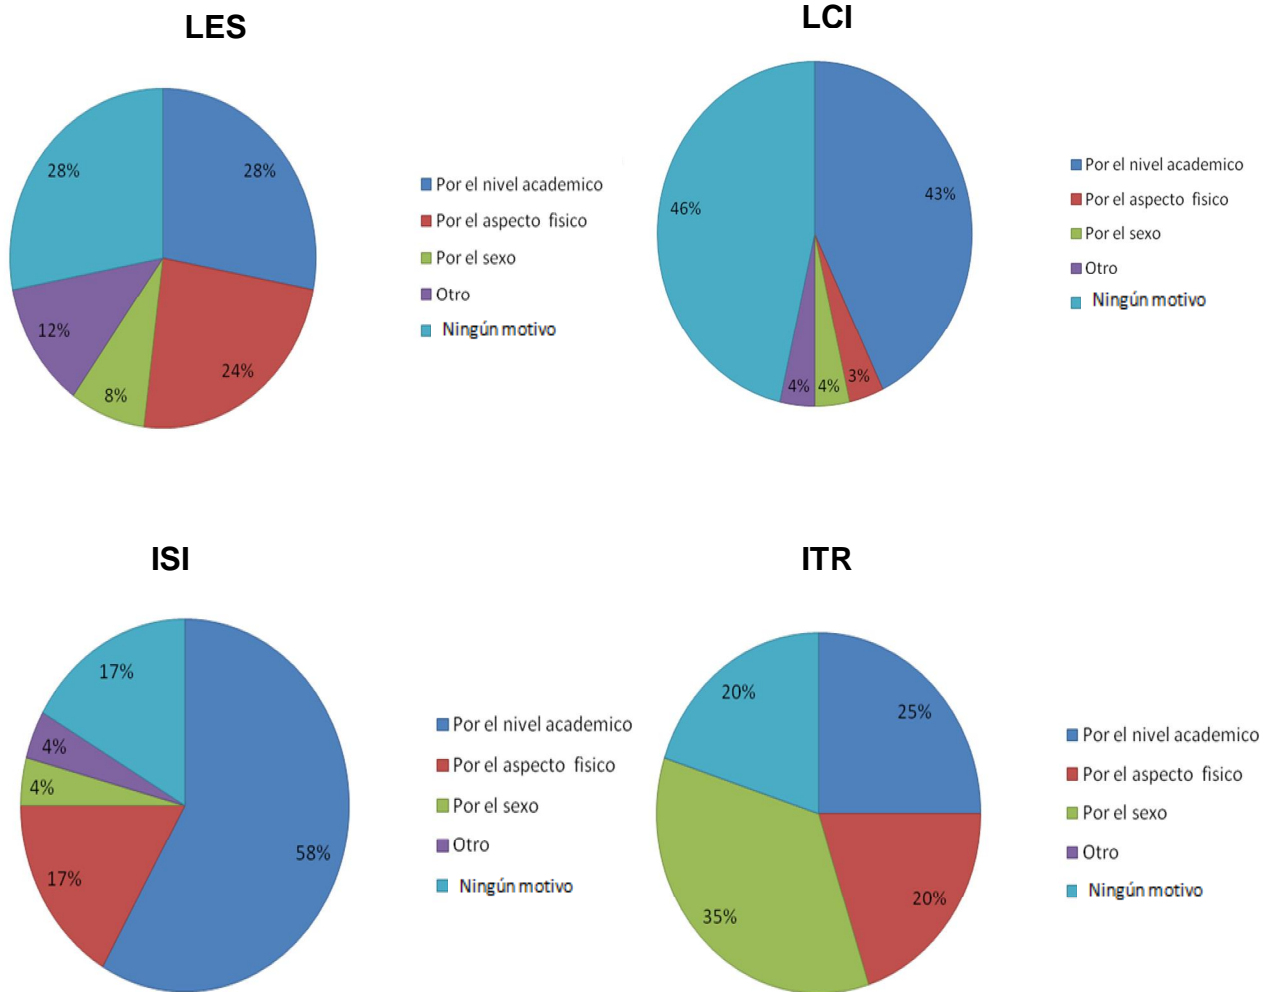 LES
28%
28%
24%
8%
12%
Por el nivel academico
Por el aspecto fisico
Por el sexo
Otro
Ningún motivo
LCI
46%
43%
3%
4%
4%
Por el nivel academico
Por el aspecto fisico
Por el sexo
Otro
Ningún motivo
ISI
17%
4%
4%
17%
58%
Por el nivel academico
Por el aspecto fisico
Por el sexo
Otro
Ningún motivo
ITR
20%
25%
20%
35%
Por el nivel academico
Por el aspecto fisico
Por el sexo
Otro
Ningún motivo